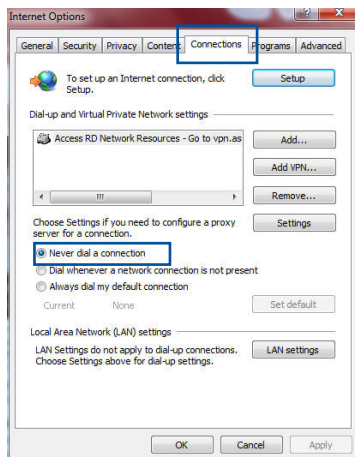 Internet Options
General Security Privacy Content Connections Programs Advanced
To set up an Internet connection, click Setup
Setup.
Dial-up and Virtual Private Network settings
Access RD Network Resources - Go to vpn.as Add...
Add VPN...
Remove...
Choose Settings if you need to configure a proxy Settings
server for a connection.
Never dial a connection
Dial whenever a network connection is not present
Always dial my default connection
Current None Set default
Local Area Network (LAN) settings
LAN Settings do not apply to dial-up connections. LAN settings
Choose Settings above for dial-up settings.
OK Cancel Apply